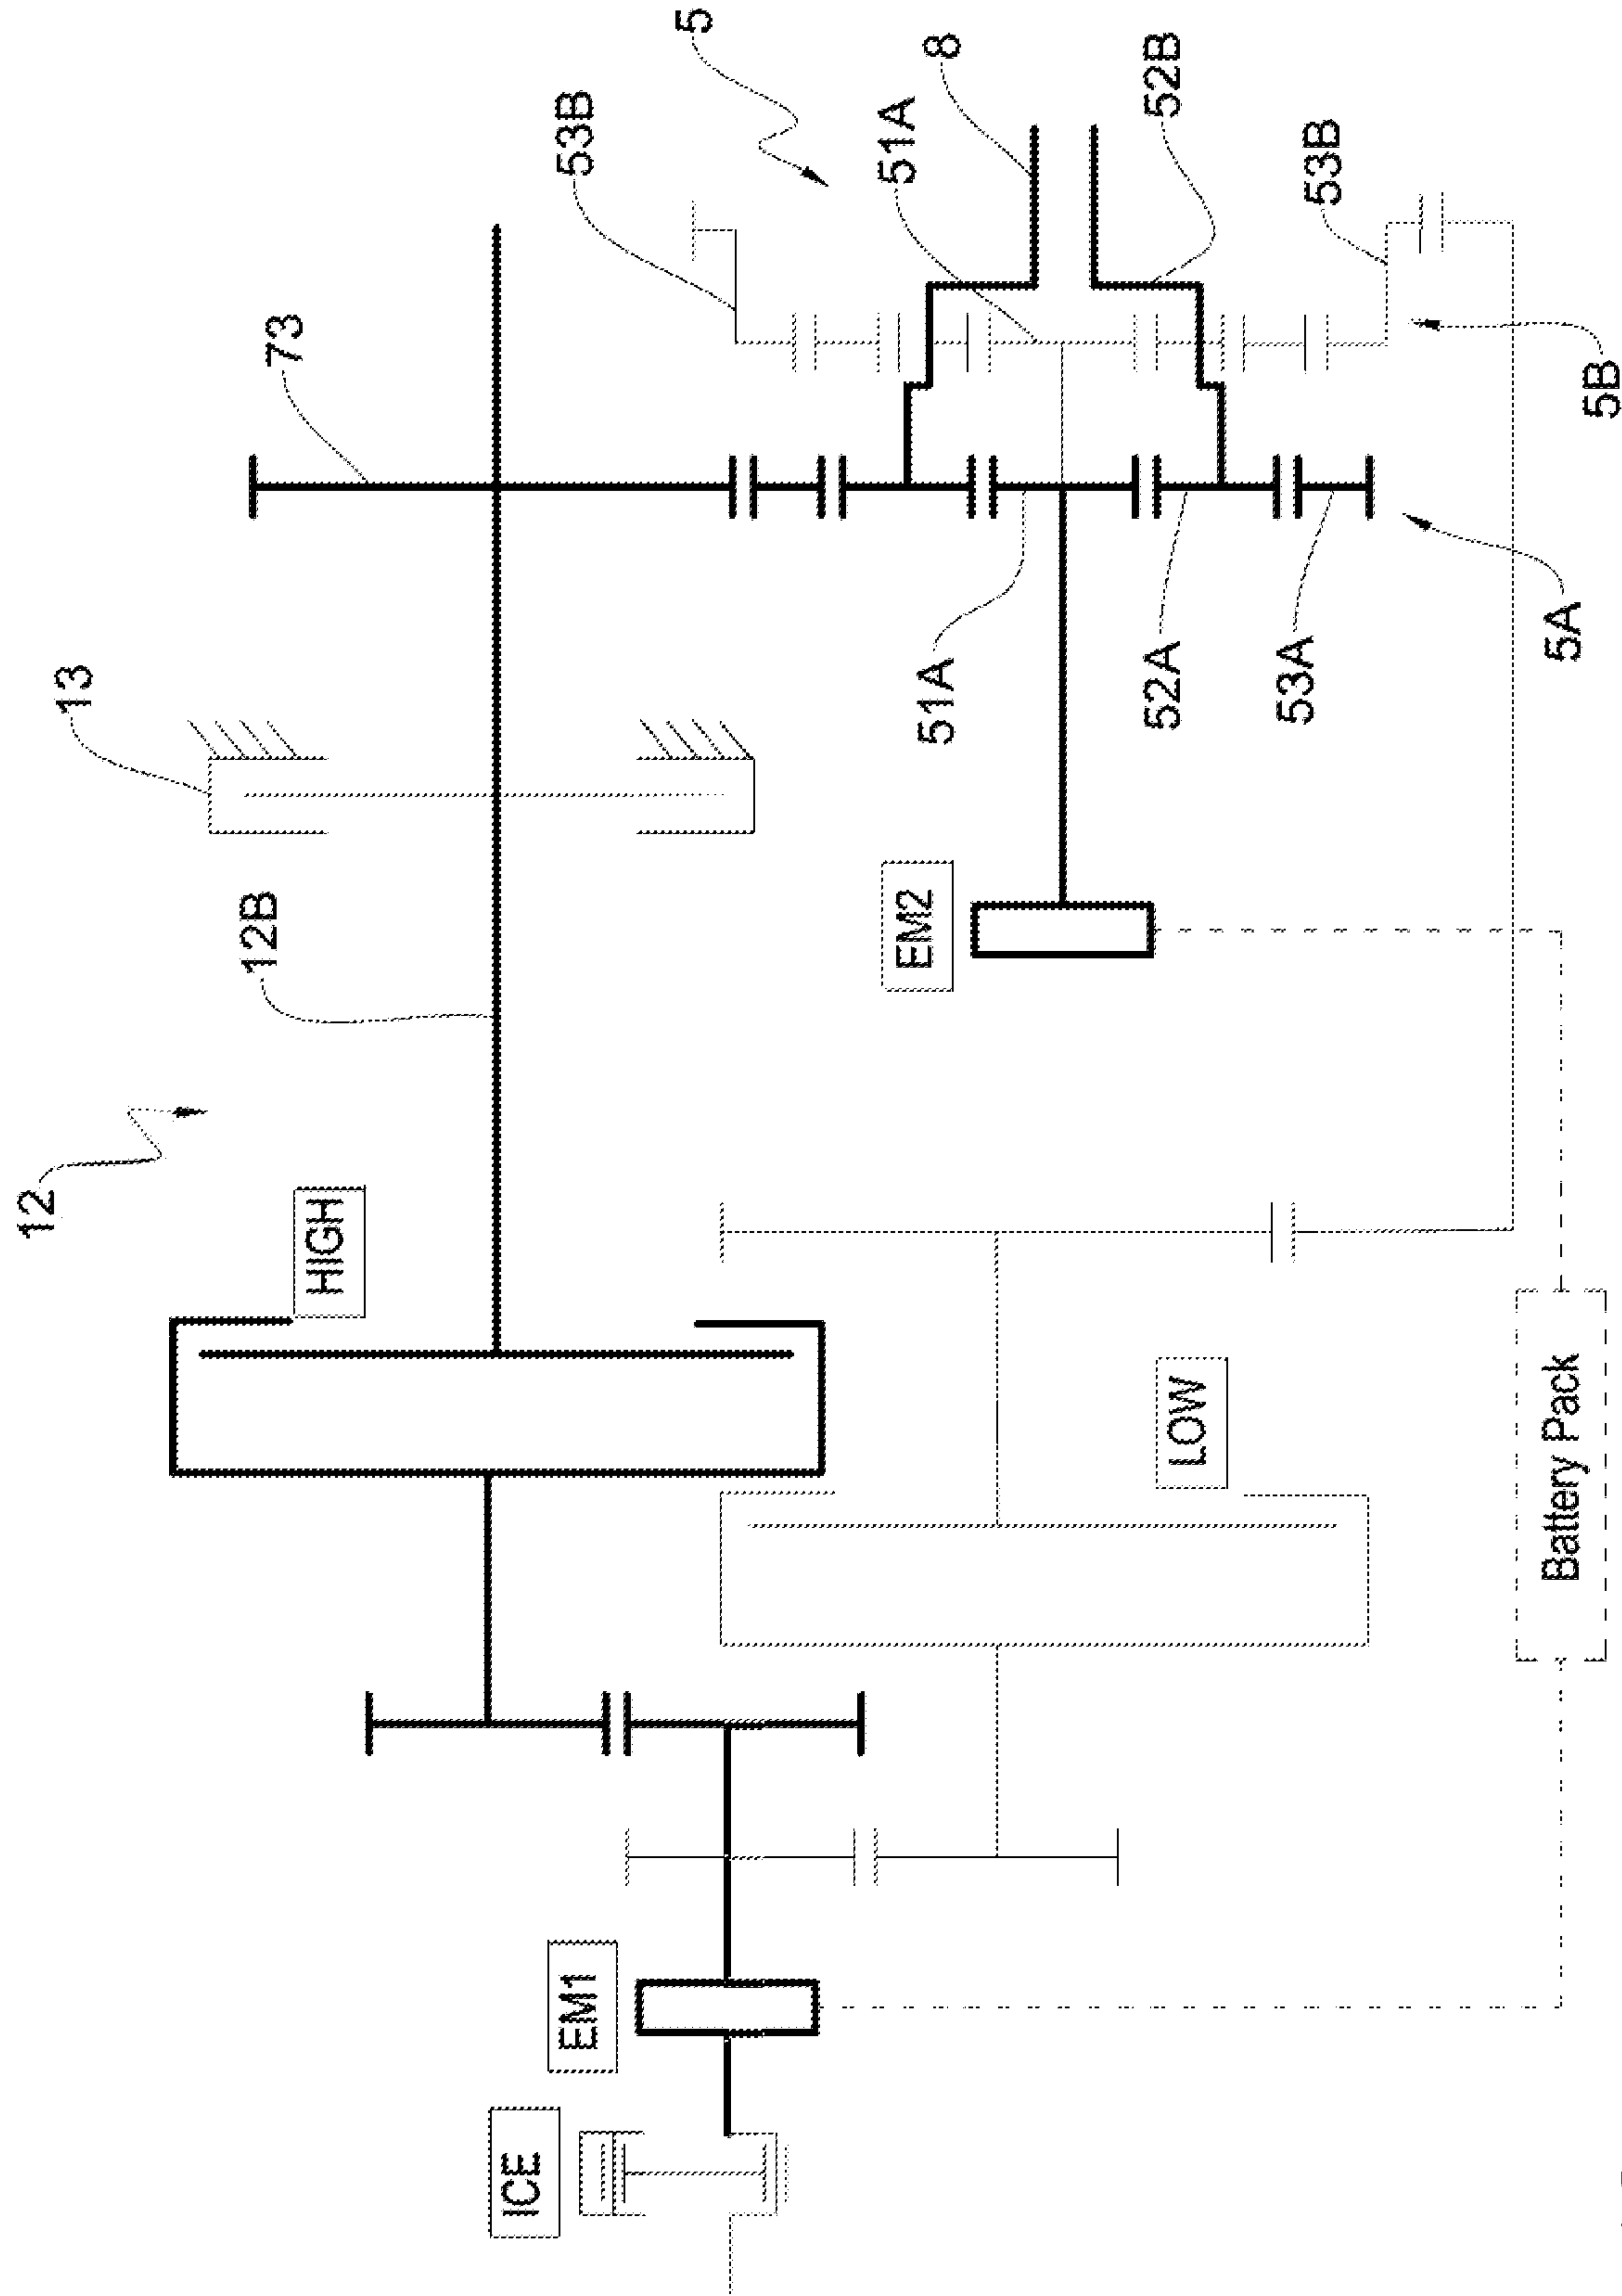 12
13
73
53B
5
12B
HIGH
51A
8
52B
EM2
51A
52A
53A
53B
5B
5A
ICE
EM1
LOW
Battery Pack